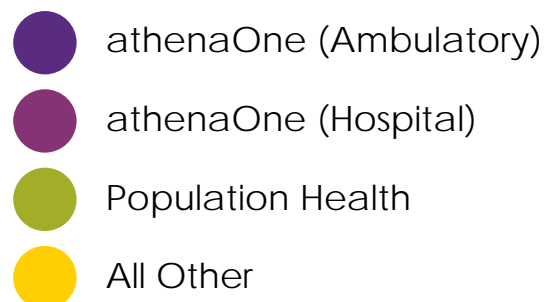 athenaOne (Ambulatory)
athenaOne (Hospital)
Population Health
All Other